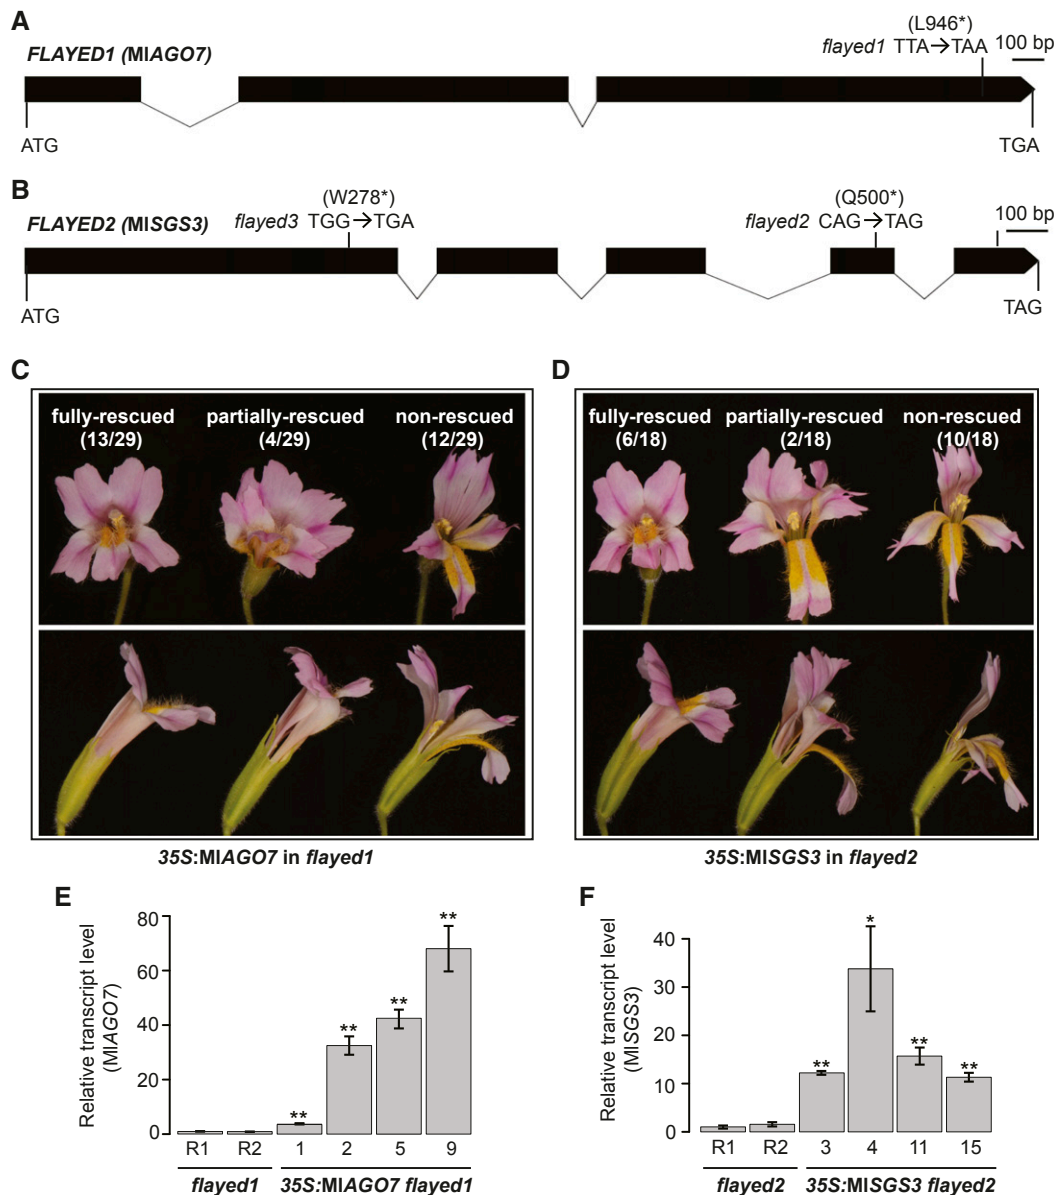 A
FLAYED1 (MlAGO7)
(L946*)
flayed1 TTA→TAA
100 bp
ATG
TGA
B
FLAYED2 (MlSGS3)
(W278*)
flayed3 TGG→TGA
(Q500*)
flayed2 CAG→TAG
100 bp
ATG
TAG
C
fully-rescued
(13/29)
partially-rescued
(4/29)
non-rescued
(12/29)
35S:MlAGO7 in flayed1
D
fully-rescued
(6/18)
partially-rescued
(2/18)
non-rescued
(10/18)
35S:MlSGS3 in flayed2
E
Relative transcript level
(MlAGO7)
80
60
40
20
0
**
**
**
**
R1 R2 1 2 5 9
flayed1 35S:MlAGO7 flayed1
F
Relative transcript level
(MlSGS3)
40
30
20
10
0
**
*
**
**
R1 R2 3 4 11 15
flayed2 35S:MlSGS3 flayed2